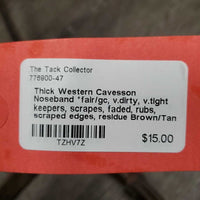 The Tack Collector
776900-47
Thick Western Cavesson
Noseband *fair/gc, v.dirty, v.tight
keepers, scrapes, faded, rubs,
scraped edges, residue Brown/Tan
$15.00
TZHV7Z